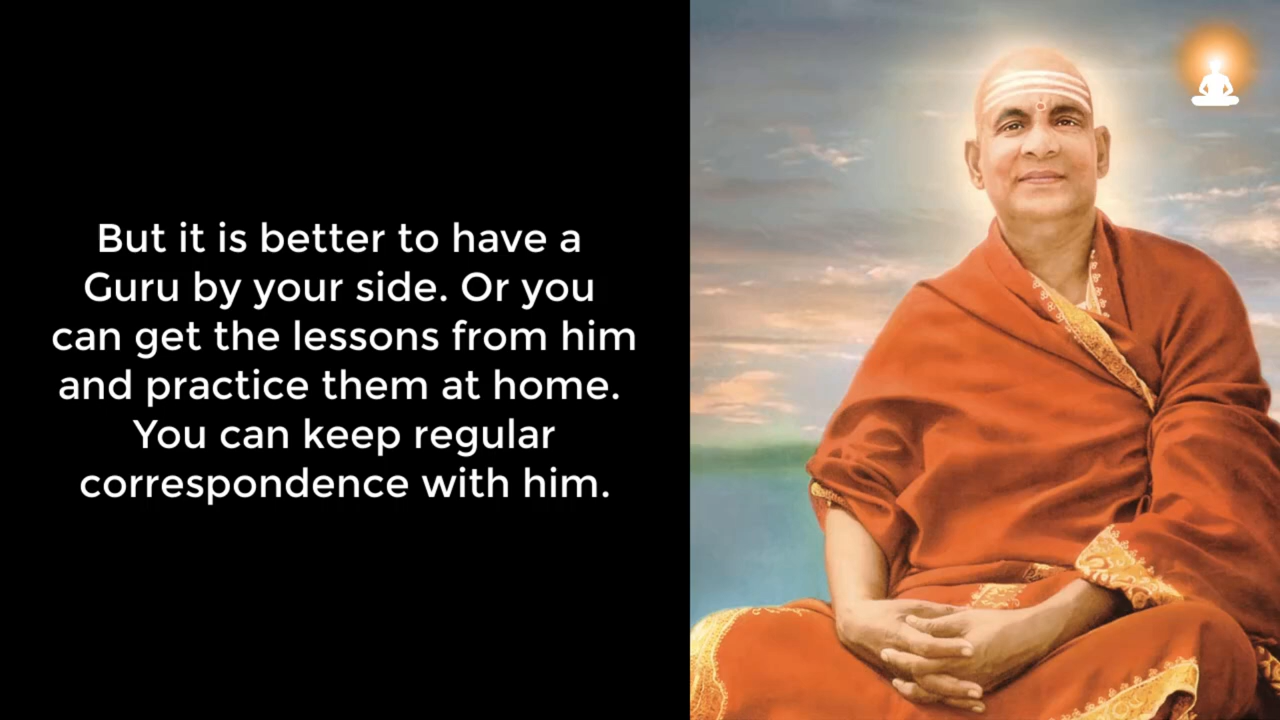 But it is better to have a
Guru by your side. Or you
can get the lessons from him
and practice them at home.
You can keep regular
correspondence with him.